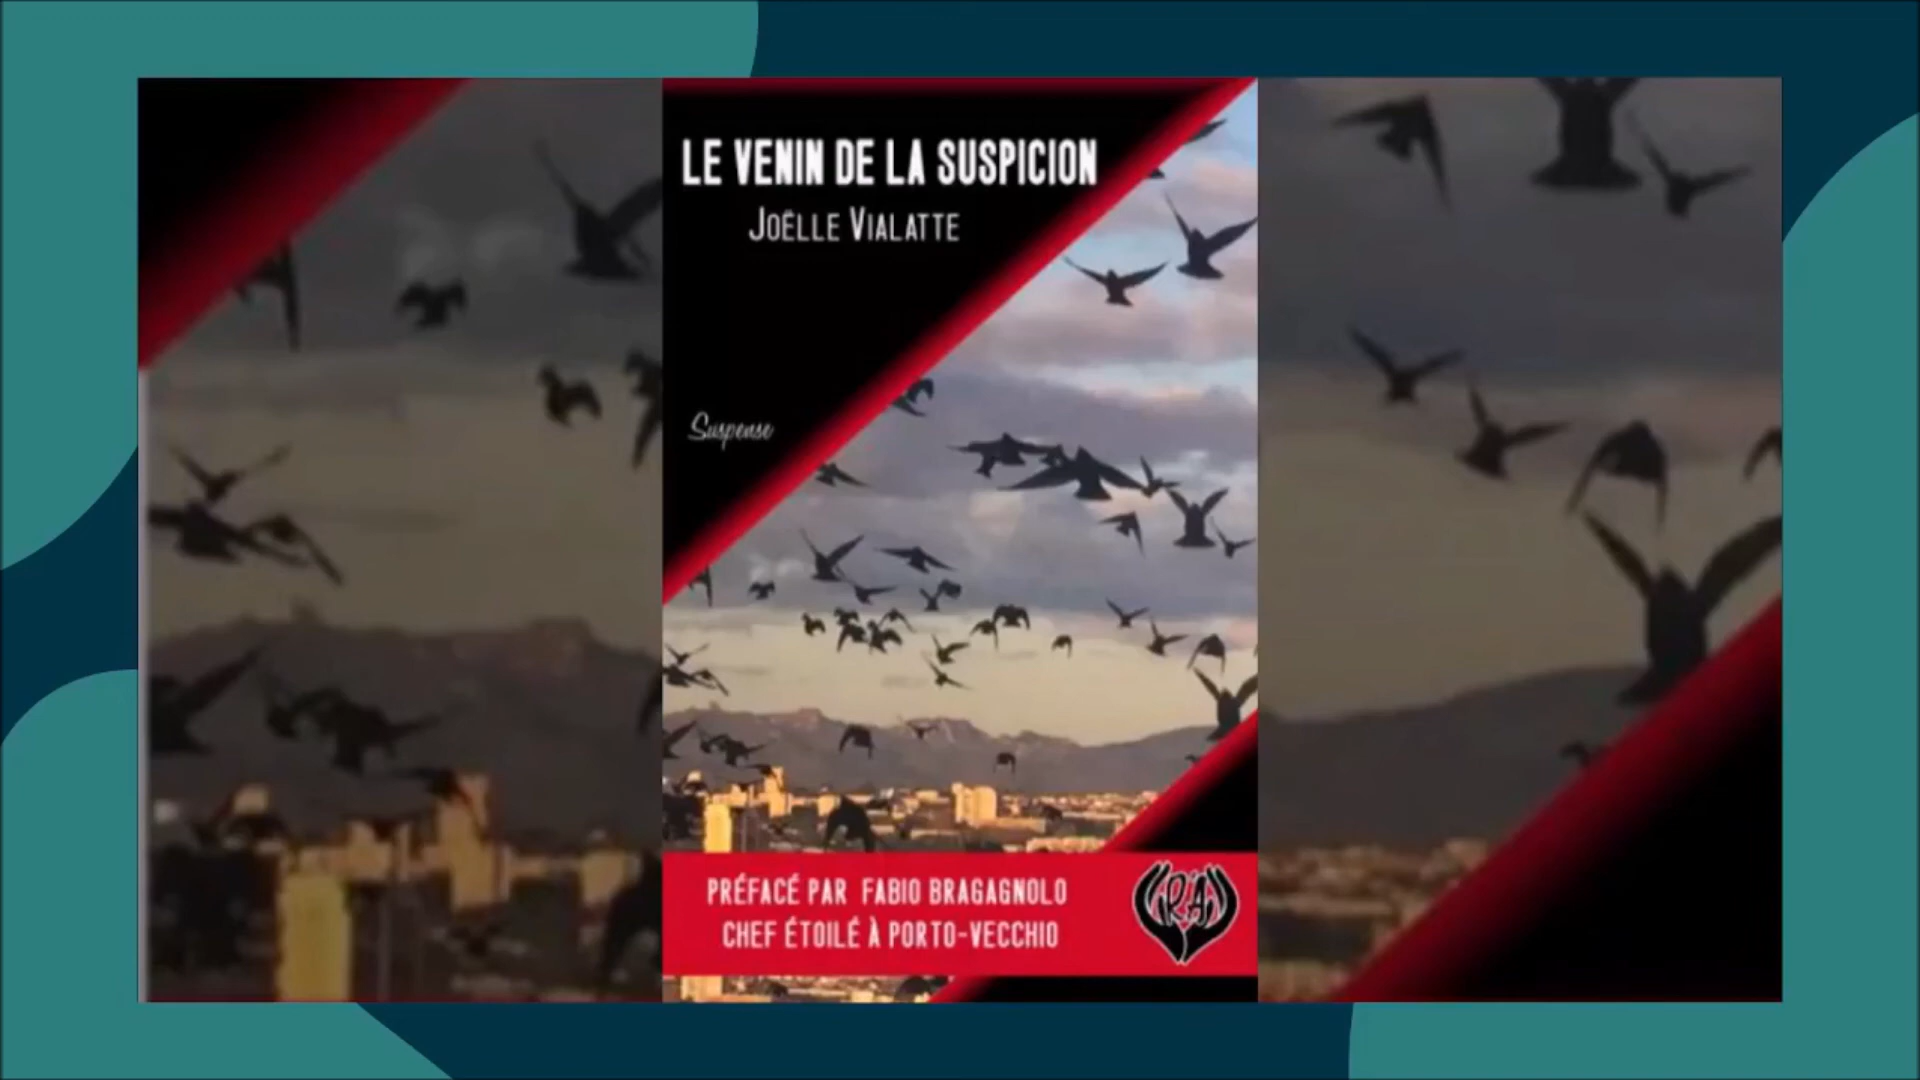 LE VENIN DE LA SUSPICION
JOËLLE VIALATTE
Suspense
PRÉFACÉ PAR FABIO BRAGAGNOLO
CHEF ÉTOILÉ À PORTO-VECCHIO
R'A